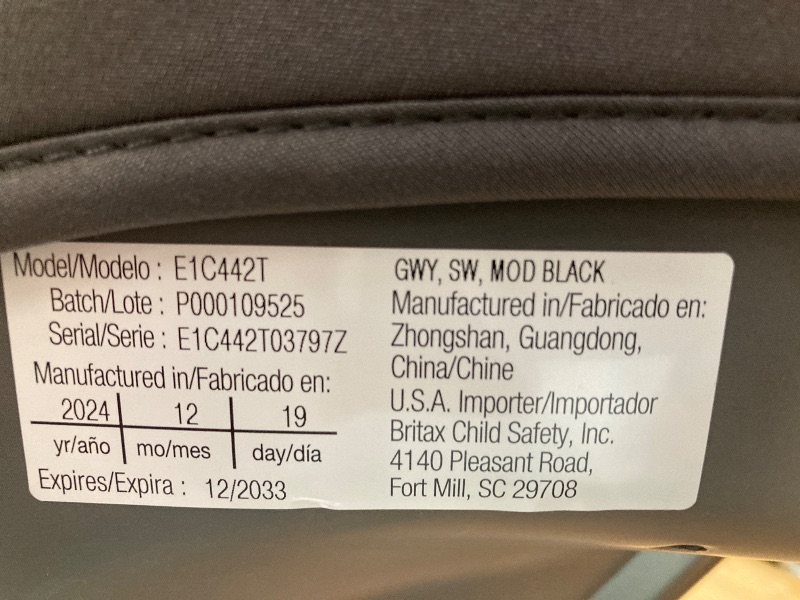 Model/Modelo : E1C442T
Batch/Lote : P000109525
Serial/Serie : E1C442T03797Z
Manufactured in/Fabricado en:
2024 12 19
yr/año mo/mes day/día
Expires/Expira : 12/2033
GWY, SW, MOD BLACK
Manufactured in/Fabricado en:
Zhongshan, Guangdong,
China/Chine
U.S.A. Importer/Importador
Britax Child Safety, Inc.
4140 Pleasant Road,
Fort Mill, SC 29708